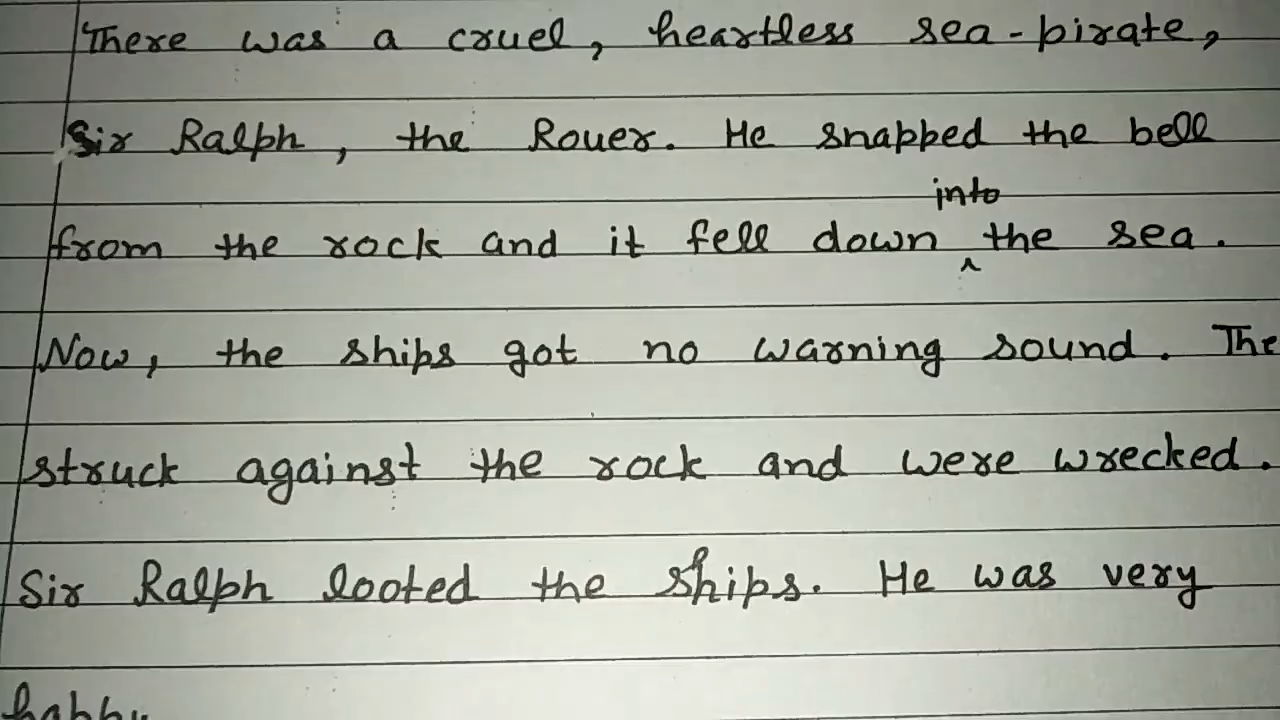 There was a cruel, heartless sea-pirate,
Sir Ralph, the Rover. He snapped the bell
from the rock and it fell down into the sea.
Now, the ships got no warning sound. The
struck against the rock and were wrecked.
Sir Ralph looted the ships. He was very
happy